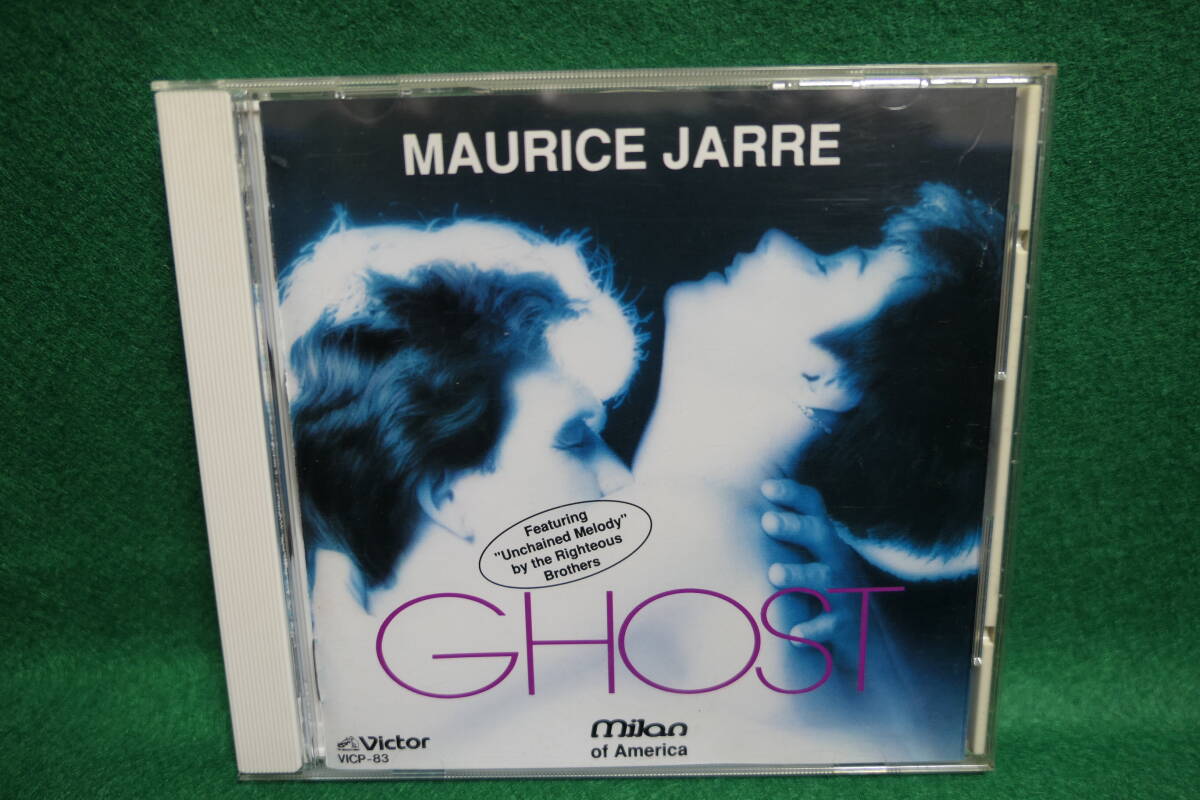 MAURICE JARRE
Featuring
"Unchained Melody"
by the Righteous
Brothers
GHOST
Milan
of America
Victor
VICP-83